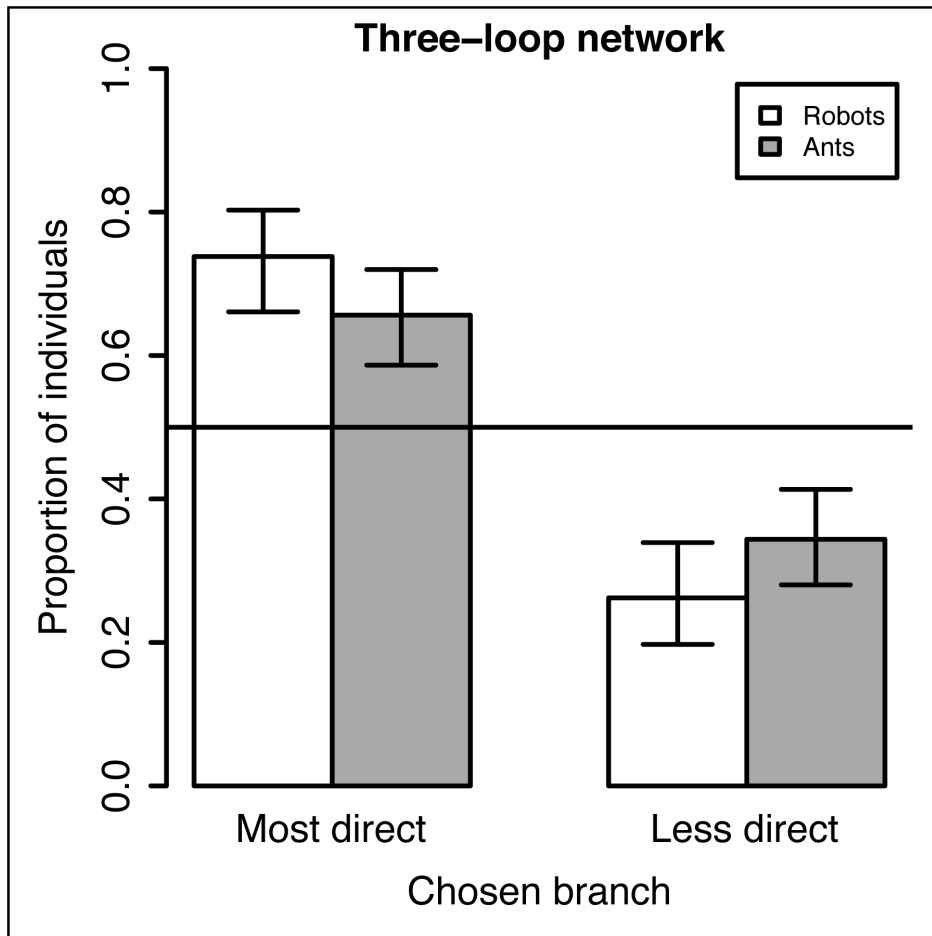 Three–loop network
Robots
Ants
Proportion of individuals
1.0
0.8
0.6
0.4
0.2
0.0
Most direct
Less direct
Chosen branch